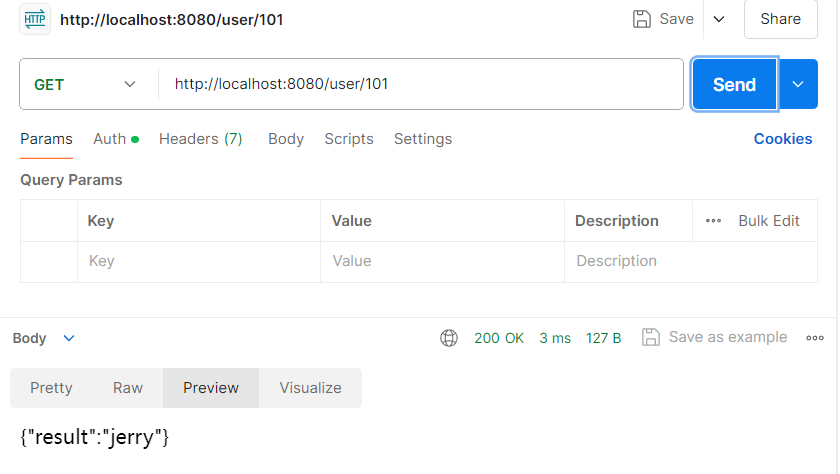 HTTP http://localhost:8080/user/101 Save Share
GET http://localhost:8080/user/101 Send
Params Auth Headers (7) Body Scripts Settings Cookies
Query Params
Key Value Description ••• Bulk Edit
Key Value Description
Body 200 OK 3 ms 127 B Save as example
Pretty Raw Preview Visualize
{"result":"jerry"}